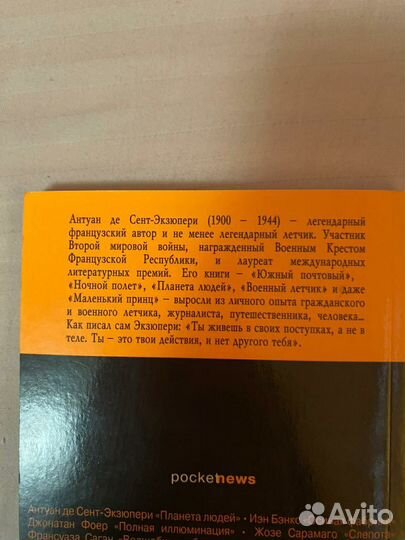 Антуан де Сент-Экзюпери (1900 – 1944) – легендарный
французский автор и не менее легендарный летчик. Участник
Второй мировой войны, награжденный Военным Крестом
Французской Республики, и лауреат международных
литературных премий. Его книги – «Южный почтовый»,
«Ночной полет», «Планета людей», «Военный летчик» и даже
«Маленький принц» – выросли из личного опыта гражданского
и военного летчика, журналиста, путешественника, человека...
Как писал сам Экзюпери: «Ты живешь в своих поступках, а не в
теле. Ты – это твои действия, и нет другого тебя».
pocketnews
Антуан де Сент-Экзюпери «Планета людей» • Иэн Бэнкс
Джонатан Фоер «Полная иллюминация» • Жозе Сарамаго «Слепота»
Франсуаза Саган
Avito